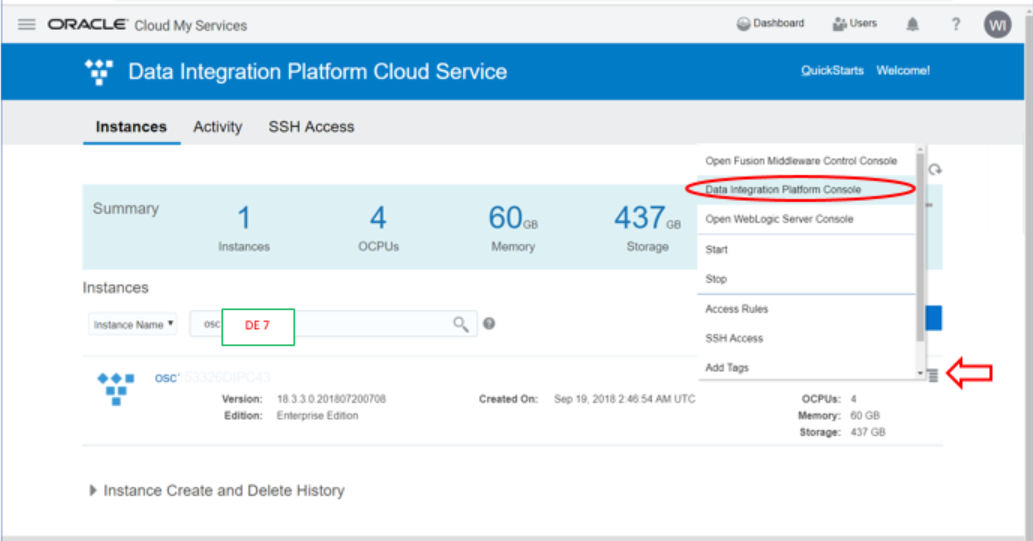 ORACLE Cloud My Services
Dashboard
Users
?
WI
Data Integration Platform Cloud Service
QuickStarts Welcome!
Instances Activity SSH Access
Open Fusion Middleware Control Console
Data Integration Platform Console
Open WebLogic Server Console
Start
Stop
Access Rules
SSH Access
Add Tags
Summary
1
Instances
4
OCPUs
60 GB
Memory
437 GB
Storage
Instances
Instance Name
osc
DE 7
?
osc153326DIPC43
Version: 18.3.3.0.201807200708
Edition: Enterprise Edition
Created On: Sep 19, 2018 2:46:54 AM UTC
OCPUs: 4
Memory: 60 GB
Storage: 437 GB
Instance Create and Delete History